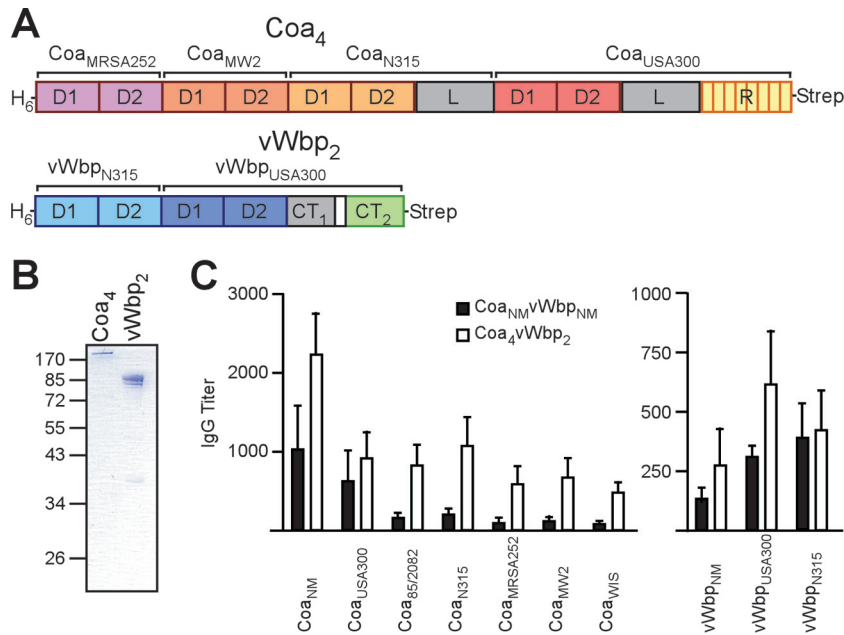 A
Coa4
CoaMRSA252 CoaMW2 CoaN315 CoaUSA300
H6 D1 D2 D1 D2 D1 D2 L D1 D2 L R Strep
vWbp2
vWbpN315 vWbpUSA300
H6 D1 D2 D1 D2 CT1 CT2 Strep
B
Coa4
vWbp2
170
85
72
55
43
34
26
C
IgG Titer
3000
2000
1000
CoaNMvWbpNM
Coa4vWbp2
CoaNM
CoaUSA300
Coa85/2082
CoaN315
CoaMRSA252
CoaMW2
CoaWIS
1000
750
500
250
vWbpNM
vWbpUSA300
vWbpN315